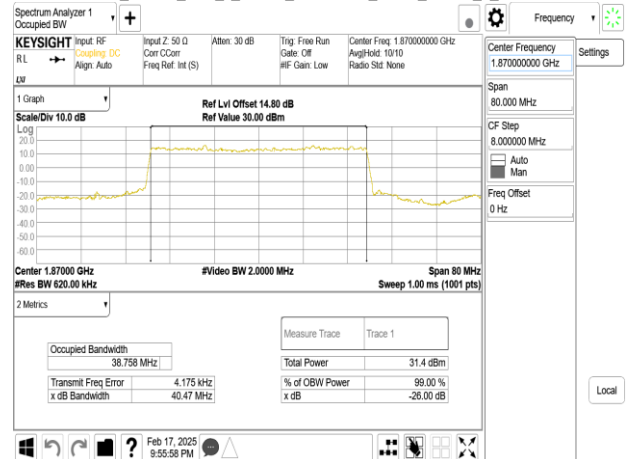 Spectrum Analyzer 1
Occupied BW
+
Frequency
KEYSIGHT
RL
LXI
Input: RF
Coupling: DC
Align: Auto
Input Z: 50 Ω
Corr CCorr
Freq Ref: Int (S)
Atten: 30 dB
Trig: Free Run
Gate: Off
#IF Gain: Low
Center Freq: 1.870000000 GHz
Avg|Hold: 10/10
Radio Std: None
Center Frequency
1.870000000 GHz
Settings
Span
80.000 MHz
CF Step
8.000000 MHz
Auto
Man
Freq Offset
0 Hz
Local
1 Graph
Scale/Div 10.0 dB
Ref Lvl Offset 14.80 dB
Ref Value 30.00 dBm
Log
20.0
10.0
0.00
-10.0
-20.0
-30.0
-40.0
-50.0
-60.0
Center 1.87000 GHz
#Video BW 2.0000 MHz
Span 80 MHz
#Res BW 620.00 kHz
Sweep 1.00 ms (1001 pts)
2 Metrics
Measure Trace Trace 1
Occupied Bandwidth
38.758 MHz
Total Power 31.4 dBm
Transmit Freq Error 4.175 kHz
% of OBW Power 99.00 %
x dB Bandwidth 40.47 MHz
x dB -26.00 dB
?
Feb 17, 2025
9:55:58 PM